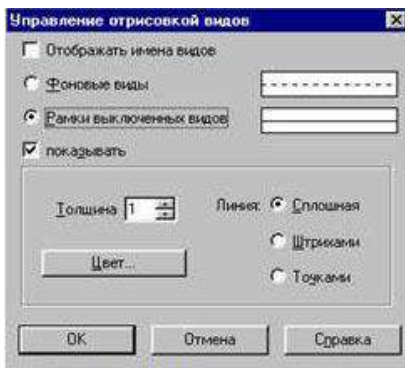 Управление отрисовкой видов
Отображать имена видов
Фоновые виды
Рамки выключенных видов
показывать
Толщина 1 Линия: Сплошная
Штрихами
Цвет...
Точками
ОК Отмена Справка